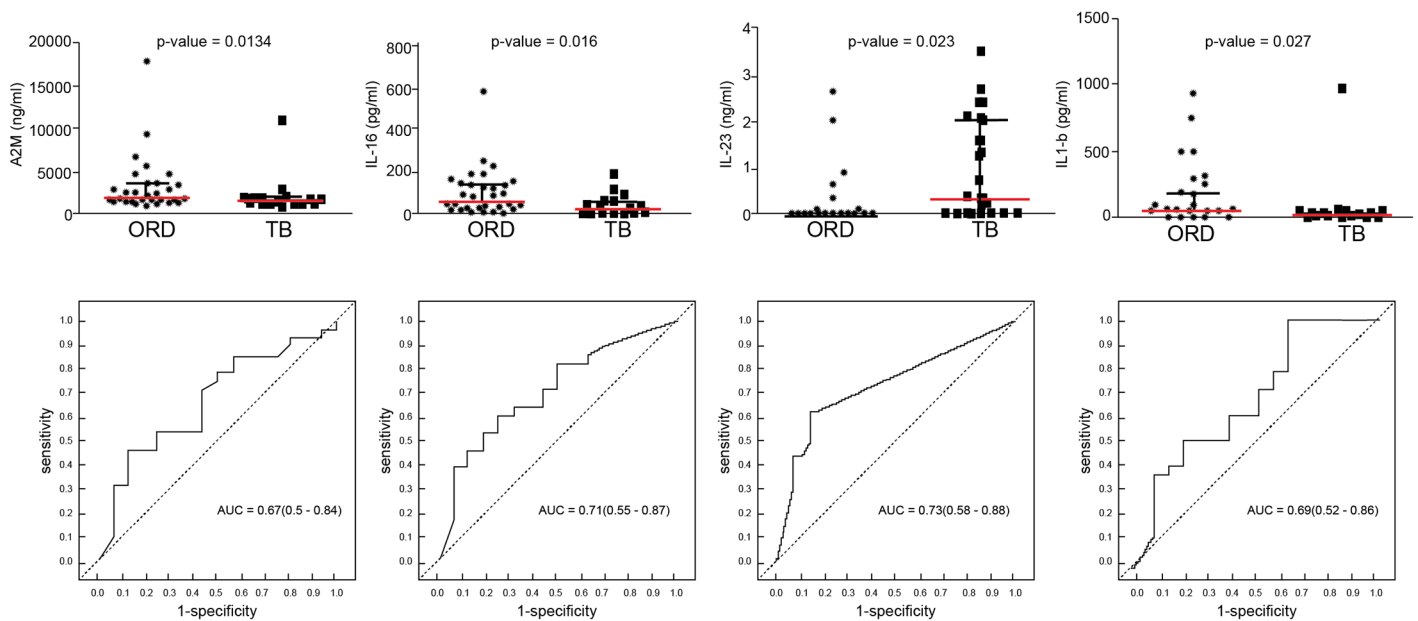 p-value = 0.0134
A2M (ng/ml)
20000
15000
10000
5000
0
ORD
TB
p-value = 0.016
IL-16 (pg/ml)
800
600
400
200
0
ORD
TB
p-value = 0.023
IL-23 (pg/ml)
4
3
2
1
0
ORD
TB
p-value = 0.027
IL1-b (pg/ml)
1500
1000
500
0
ORD
TB
sensitivity
1.0
0.9
0.8
0.7
0.6
0.5
0.4
0.3
0.2
0.1
0.0
AUC = 0.67(0.5 - 0.84)
0.0 0.1 0.2 0.3 0.4 0.5 0.6 0.7 0.8 0.9 1.0
1-specificity
sensitivity
1.0
0.9
0.8
0.7
0.6
0.5
0.4
0.3
0.2
0.1
0.0
AUC = 0.71(0.55 - 0.87)
0.0 0.1 0.2 0.3 0.4 0.5 0.6 0.7 0.8 0.9 1.0
1-specificity
sensitivity
1.0
0.9
0.8
0.7
0.6
0.5
0.4
0.3
0.2
0.1
0.0
AUC = 0.73(0.58 - 0.88)
0.0 0.1 0.2 0.3 0.4 0.5 0.6 0.7 0.8 0.9 1.0
1-specificity
sensitivity
1.0
0.9
0.8
0.7
0.6
0.5
0.4
0.3
0.2
0.1
0.0
AUC = 0.69(0.52 - 0.86)
0.0 0.1 0.2 0.3 0.4 0.5 0.6 0.7 0.8 0.9 1.0
1-specificity